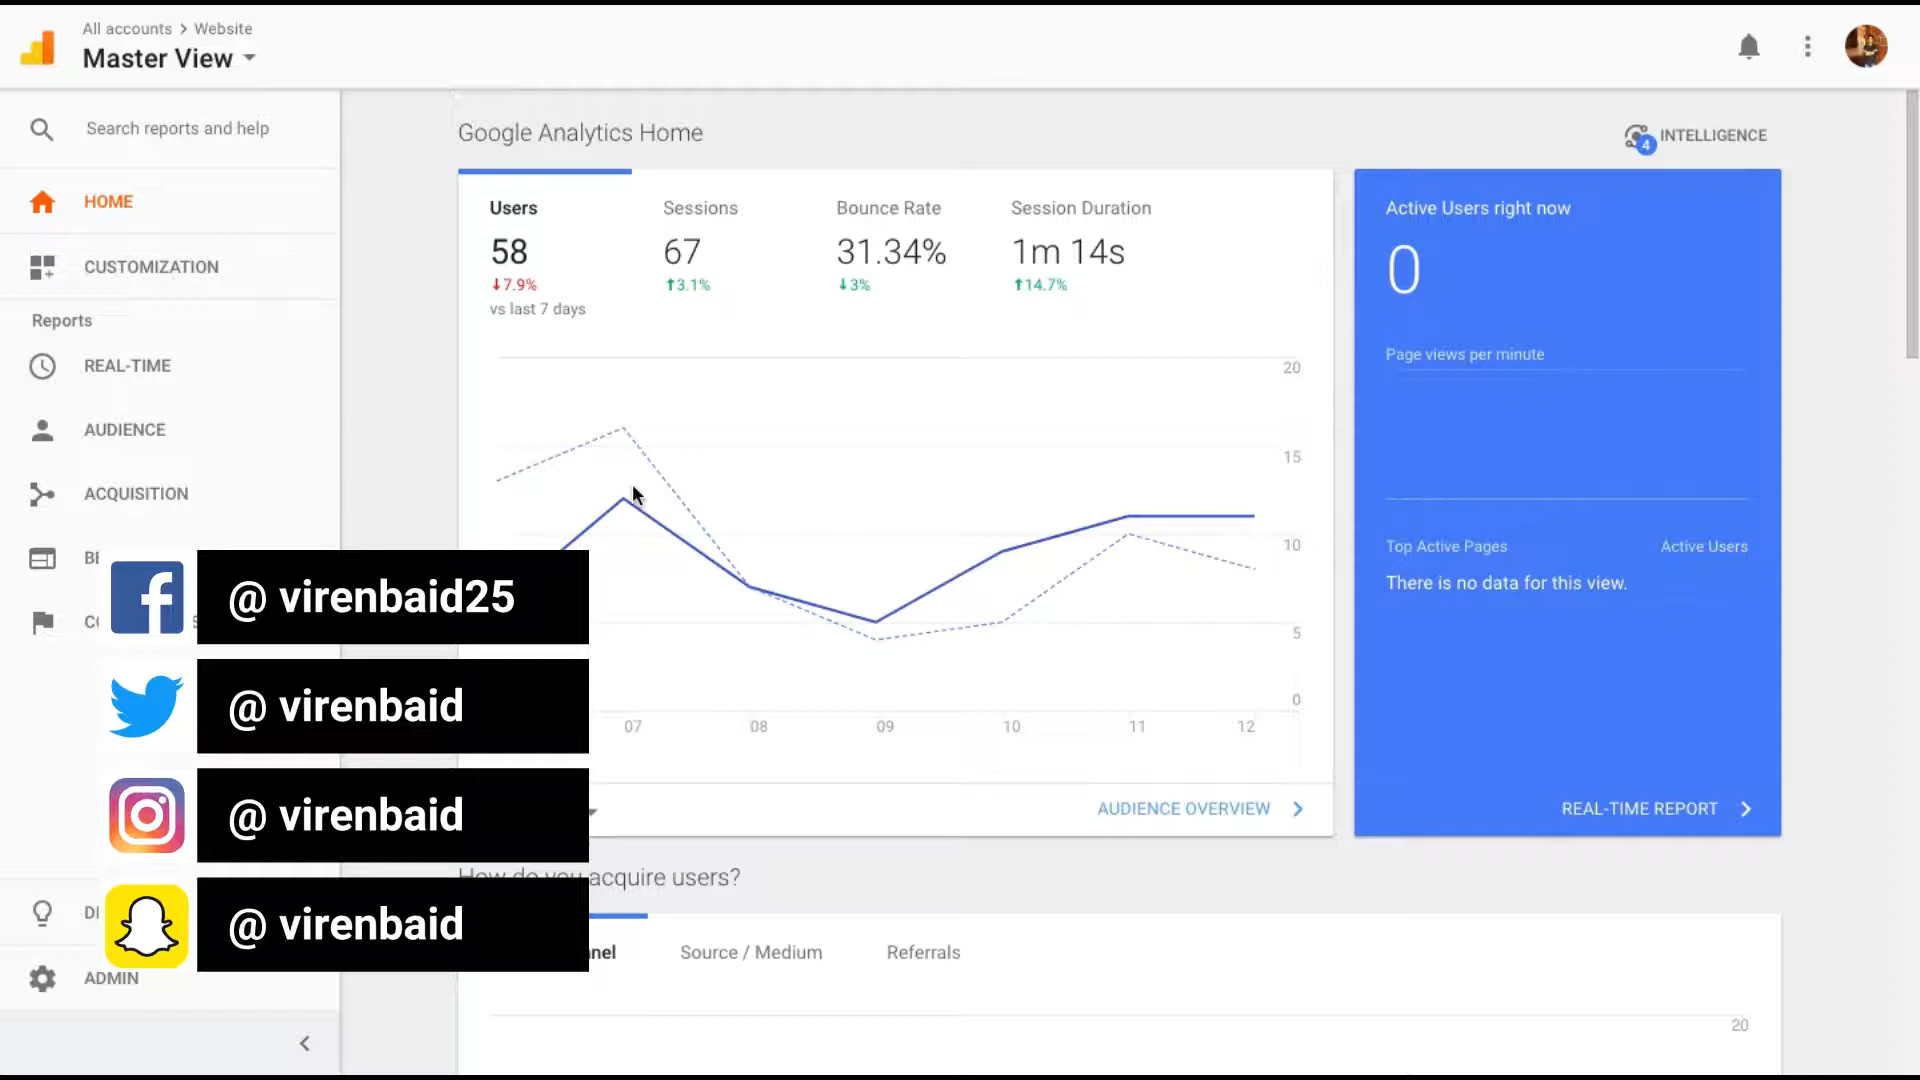 All accounts > Website
Master View
Search reports and help
HOME
CUSTOMIZATION
Reports
REAL-TIME
AUDIENCE
ACQUISITION
ADMIN
Google Analytics Home
4 INTELLIGENCE
Users Sessions Bounce Rate Session Duration
58 67 31.34% 1m 14s
↓7.9% ↑3.1% ↓3% ↑14.7%
vs last 7 days
20
15
10
5
0
07 08 09 10 11 12
AUDIENCE OVERVIEW
Active Users right now
0
Page views per minute
Top Active Pages Active Users
There is no data for this view.
REAL-TIME REPORT
@ virenbaid25
@ virenbaid
@ virenbaid
@ virenbaid
How do you acquire users?
Source / Medium Referrals
20